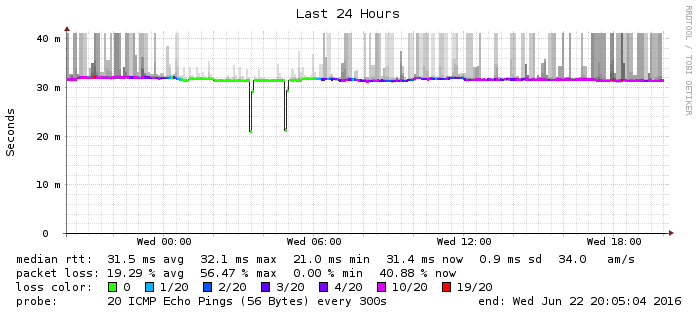 Last 24 Hours
RRDTOOL / TOBI OETIKER
Seconds
40 m
30 m
20 m
10 m
0
Wed 00:00 Wed 06:00 Wed 12:00 Wed 18:00
median rtt: 31.5 ms avg 32.1 ms max 21.0 ms min 31.4 ms now 0.9 ms sd 34.0 am/s
packet loss: 19.29 % avg 56.47 % max 0.00 % min 40.88 % now
loss color: 0 1/20 2/20 3/20 4/20 10/20 19/20
probe: 20 ICMP Echo Pings (56 Bytes) every 300s end: Wed Jun 22 20:05:04 2016